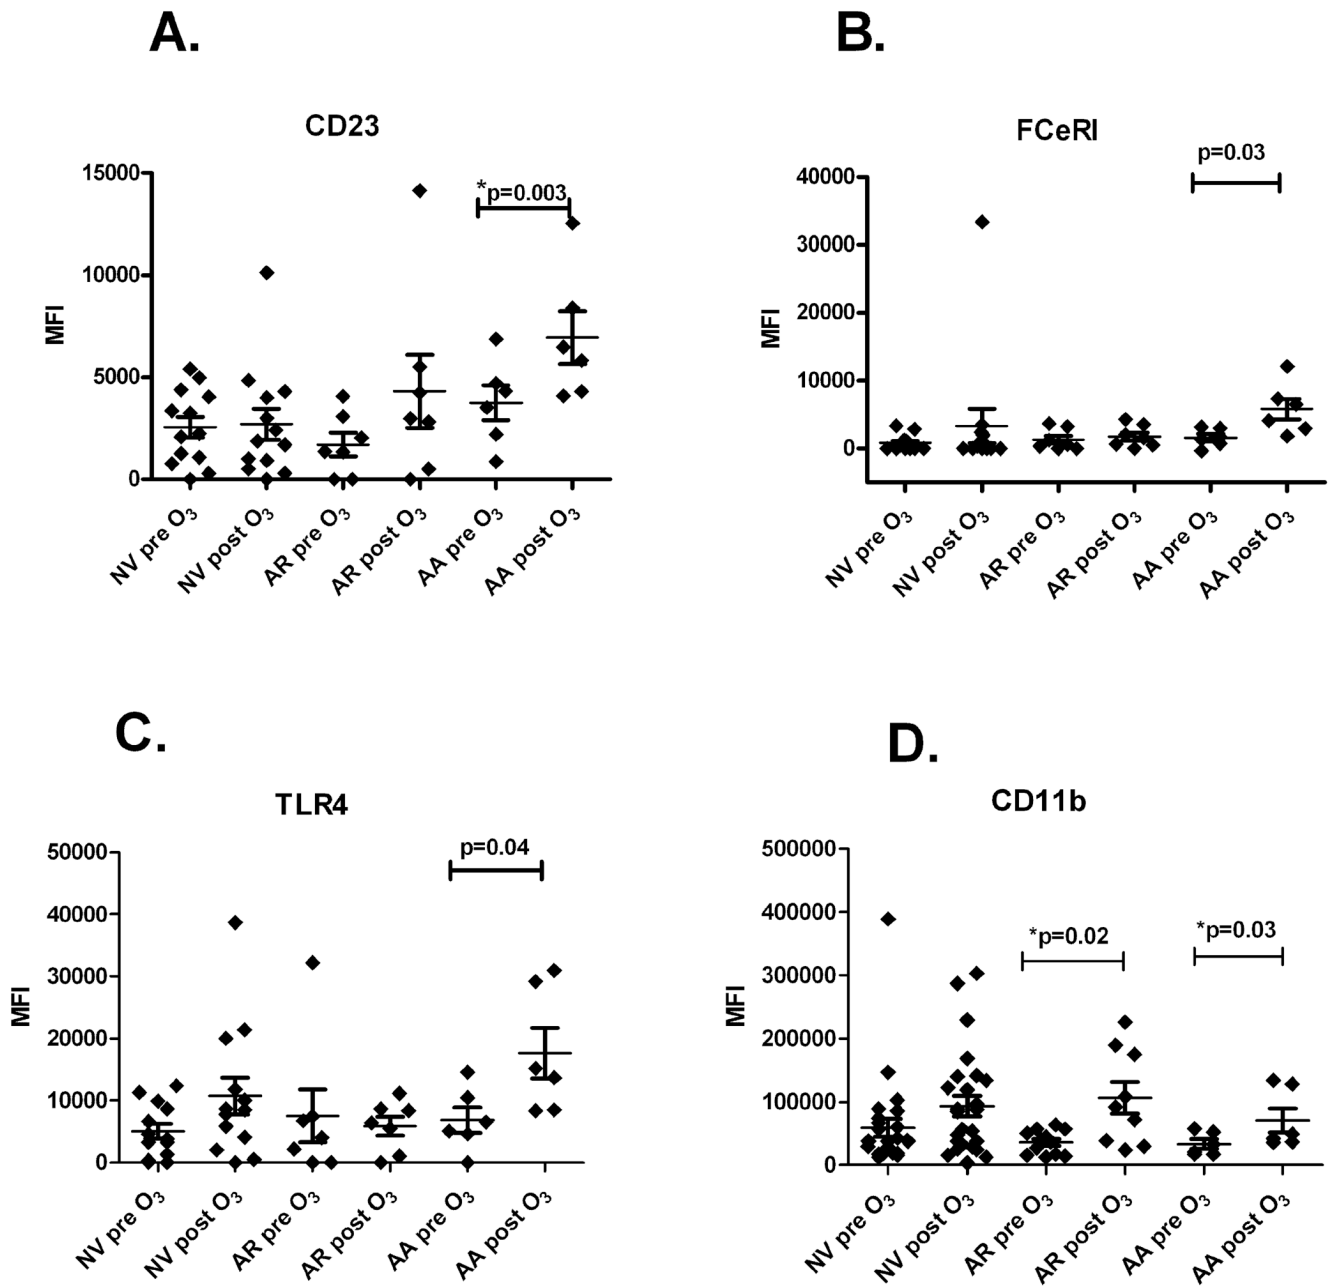 A.
CD23
15000
10000
5000
0
MFI
*p=0.003
NV pre O3
NV post O3
AR pre O3
AR post O3
AA pre O3
AA post O3
B.
FCeRI
40000
30000
20000
10000
0
MFI
p=0.03
NV pre O3
NV post O3
AR pre O3
AR post O3
AA pre O3
AA post O3
C.
TLR4
50000
40000
30000
20000
10000
0
MFI
p=0.04
NV pre O3
NV post O3
AR pre O3
AR post O3
AA pre O3
AA post O3
D.
CD11b
500000
400000
300000
200000
100000
0
MFI
*p=0.02
*p=0.03
NV pre O3
NV post O3
AR pre O3
AR post O3
AA pre O3
AA post O3